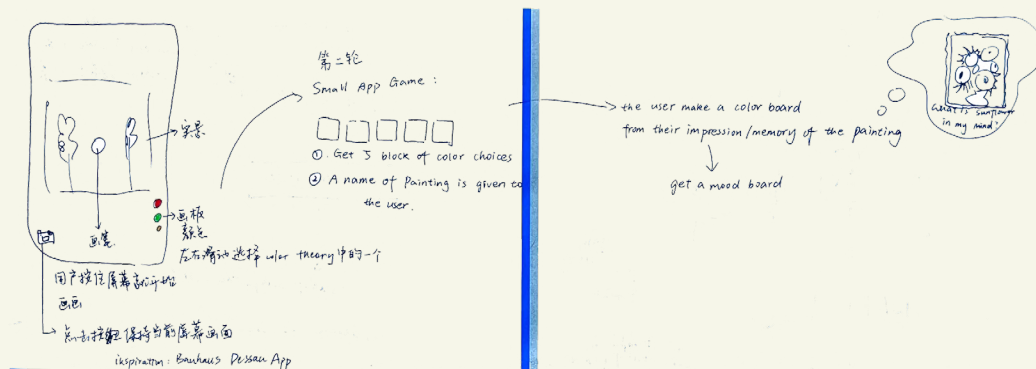 实景
画板
颜色
画笔
左右滑动选择 color theory 中的一个
用户按住屏幕就开始
画画
点击按钮保持当前屏幕画面
inspiration: Bauhaus Dessau App
第二轮
Small App Game:
① Get 5 block of color choices
② A name of Painting is given to
the user.
the user make a color board
from their impression/memory of the painting
get a mood board
what is sunflower
in my mind?